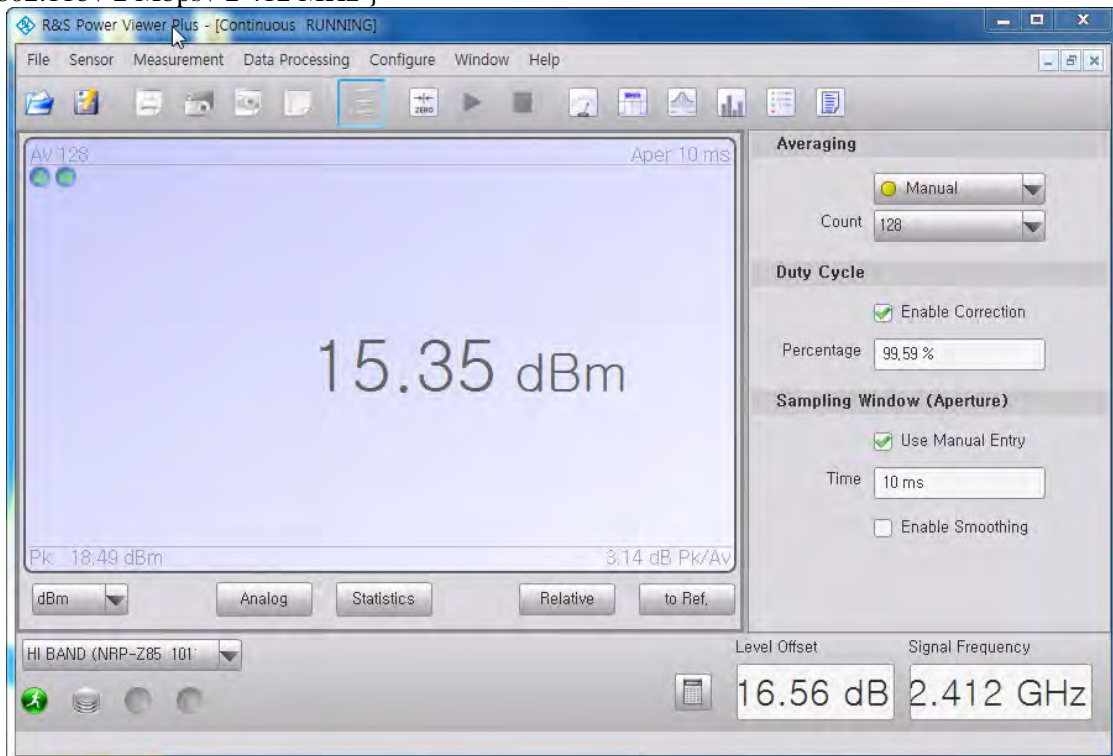 R&S Power Viewer Plus - [Continuous RUNNING]
File Sensor Measurement Data Processing Configure Window Help
ZERO
AV 128 Aper 10 ms
15.35 dBm
Pk 18.49 dBm 3.14 dB Pk/Av
dBm Analog Statistics Relative to Ref.
Averaging
Manual
Count 128
Duty Cycle
Enable Correction
Percentage 99,59 %
Sampling Window (Aperture)
Use Manual Entry
Time 10 ms
Enable Smoothing
HI BAND (NRP-Z85 101
Level Offset Signal Frequency
16.56 dB 2.412 GHz